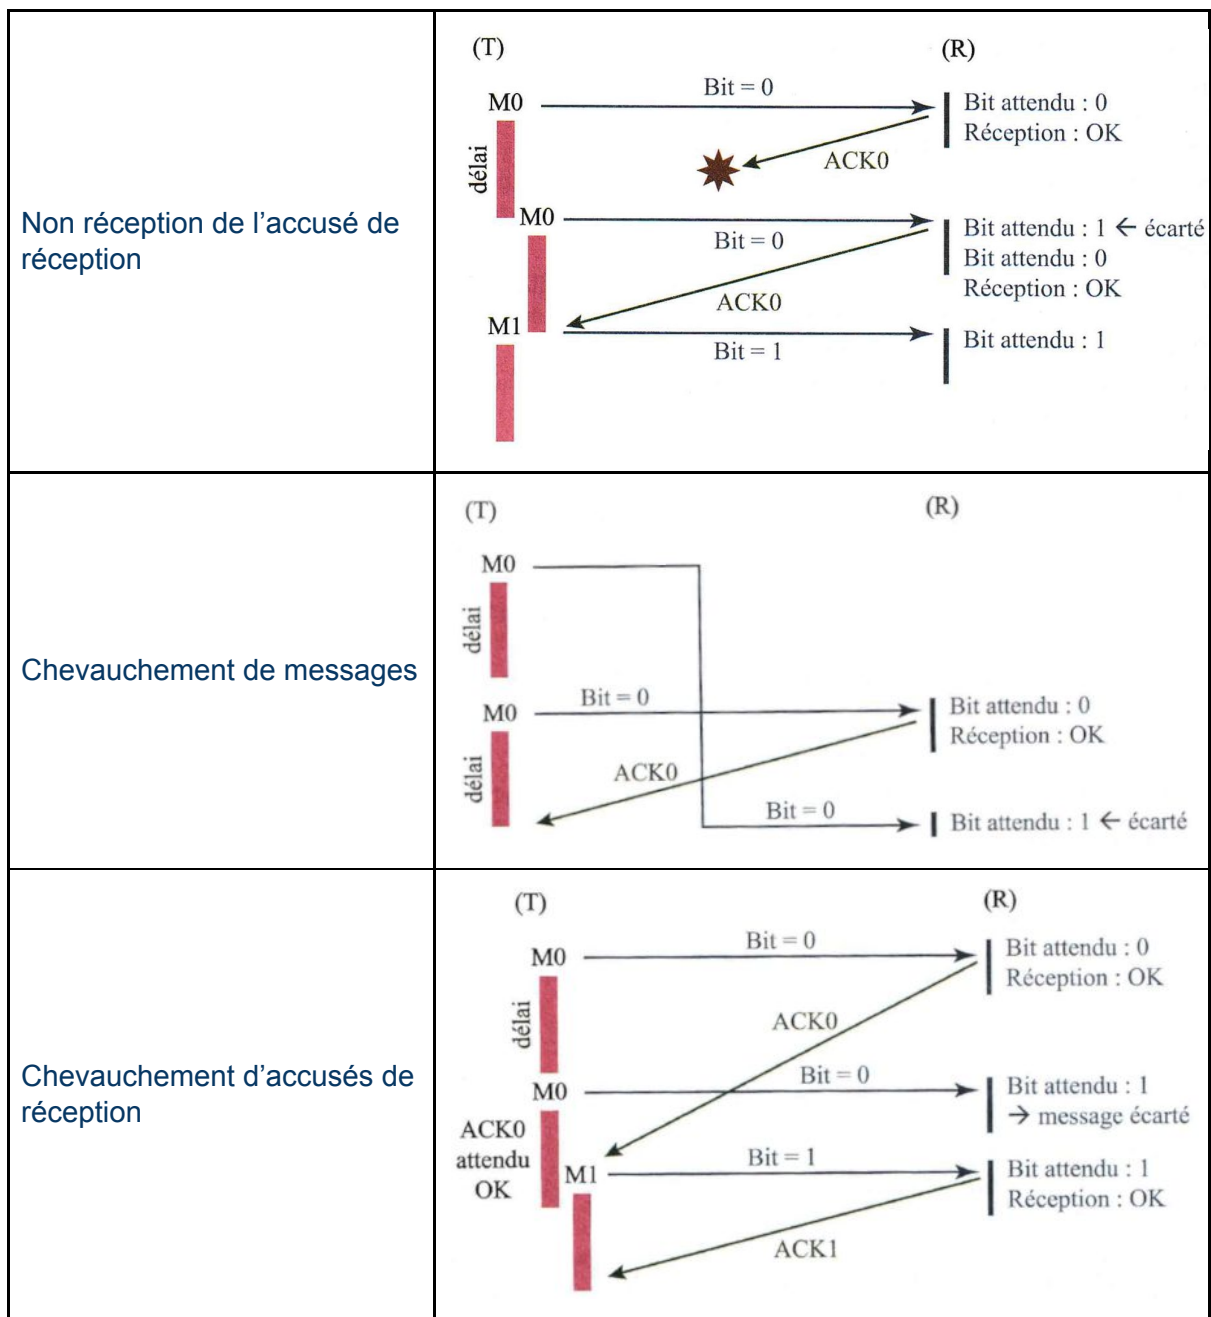 Non réception de l’accusé de
réception
(T)
(R)
Bit = 0
M0
Bit attendu : 0
Réception : OK
délai
ACK0
M0
Bit = 0
Bit attendu : 1 ← écarté
Bit attendu : 0
Réception : OK
ACK0
M1
Bit = 1
Bit attendu : 1
Chevauchement de messages
(T)
(R)
M0
délai
M0
Bit = 0
Bit attendu : 0
Réception : OK
délai
ACK0
Bit = 0
Bit attendu : 1 ← écarté
Chevauchement d’accusés de
réception
(T)
(R)
M0
Bit = 0
Bit attendu : 0
Réception : OK
délai
ACK0
M0
Bit = 0
Bit attendu : 1
→ message écarté
ACK0
attendu
OK
M1
Bit = 1
Bit attendu : 1
Réception : OK
ACK1